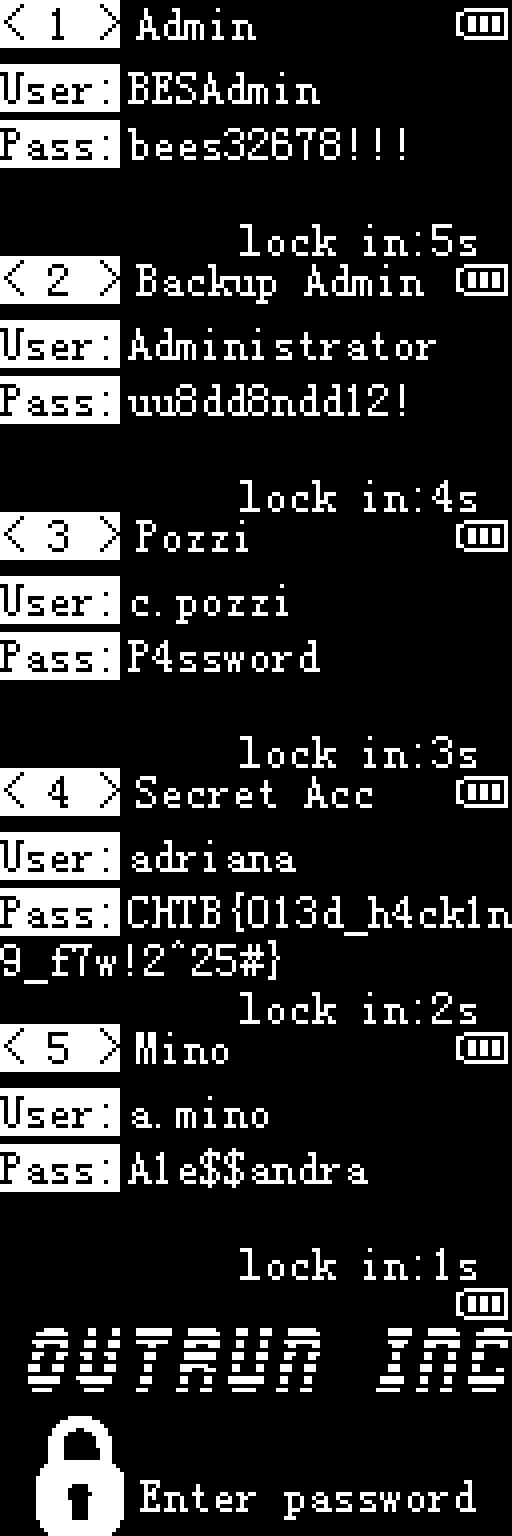 < 1 > Admin
User: BESAdmin
Pass: bees32678!!!
lock in:5s
< 2 > Backup Admin
User: Administrator
Pass: uu8dd8ndd12!
lock in:4s
< 3 > Pozzi
User: c.pozzi
Pass: P4ssword
lock in:3s
< 4 > Secret Acc
User: adriana
Pass: CHTB{013d_h4ck1n
9_f7w!2^25#}
lock in:2s
< 5 > Mino
User: a.mino
Pass: A1e$$andra
lock in:1s
OUTRUN INC
Enter password